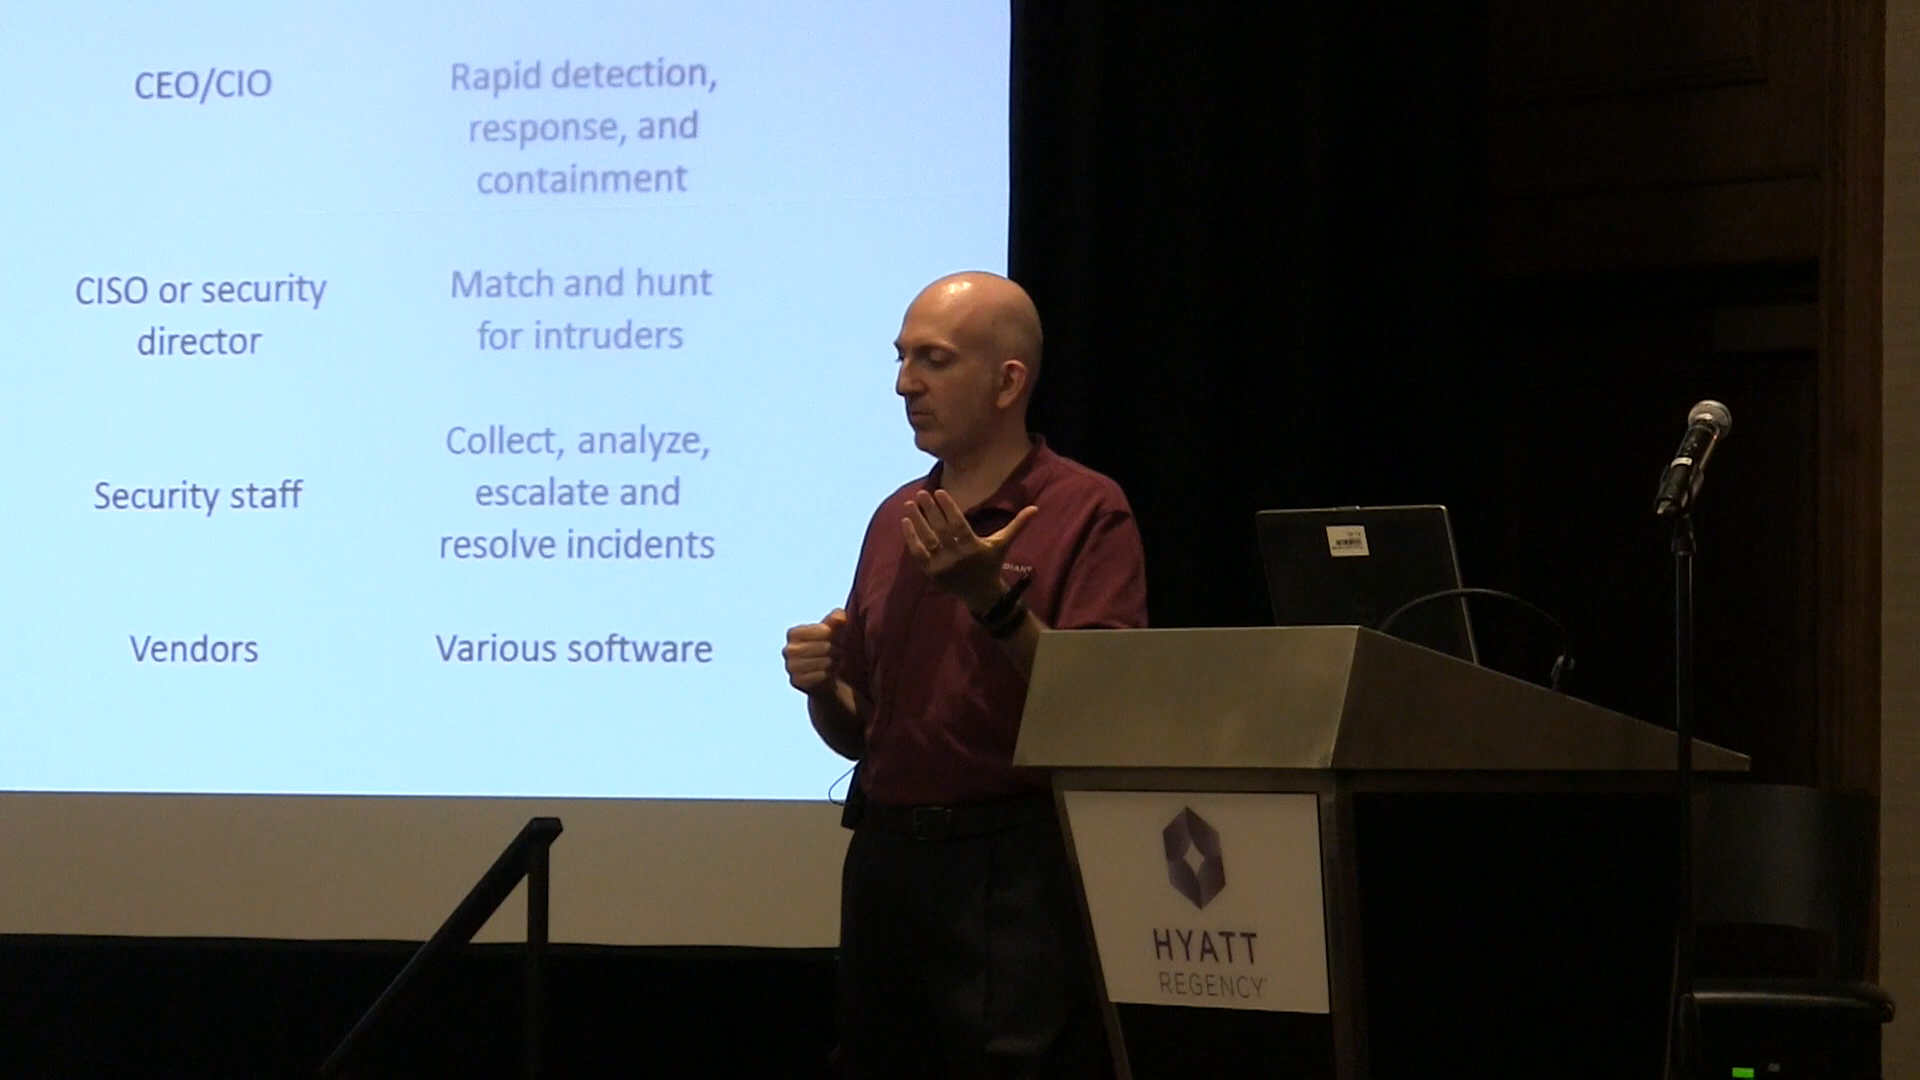 CEO/CIO
Rapid detection,
response, and
containment
CISO or security
director
Match and hunt
for intruders
Security staff
Collect, analyze,
escalate and
resolve incidents
Vendors
Various software
HYATT
REGENCY